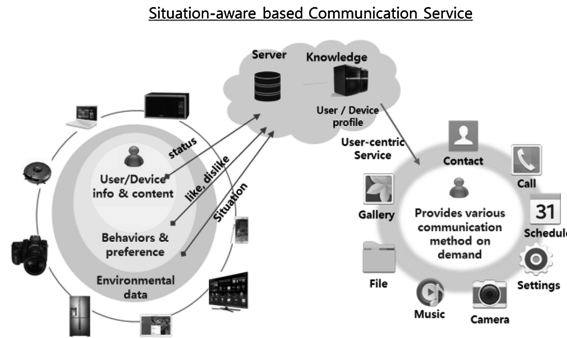 Situation-aware based Communication Service
Server
Knowledge
User / Device
profile
status
like, dislike
Situation
User-centric
Service
User/Device
info & content
Behaviors &
preference
Environmental
data
Contact
Call
31
Schedule
Settings
Camera
Music
File
Gallery
Provides various
communication
method on
demand